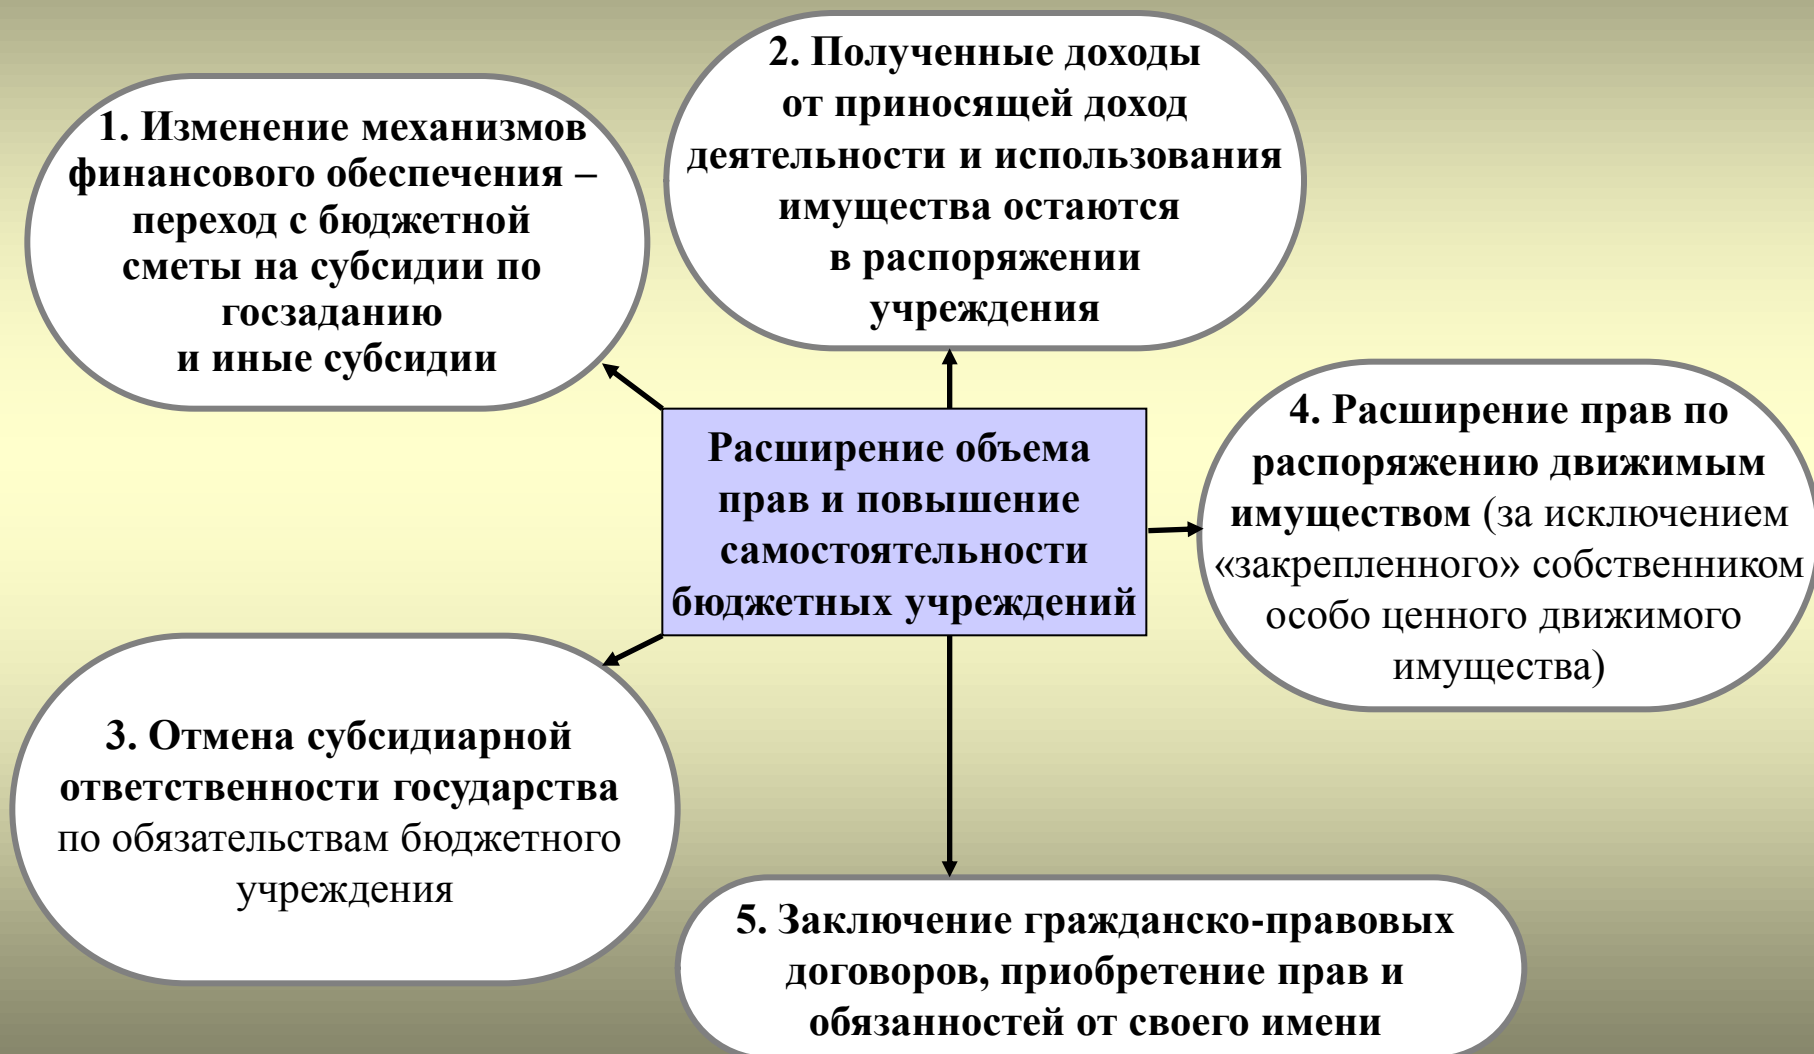 1. Изменение механизмов
финансового обеспечения –
переход с бюджетной
сметы на субсидии по
госзаданию
и иные субсидии
2. Полученные доходы
от приносящей доход
деятельности и использования
имущества остаются
в распоряжении
учреждения
Расширение объема
прав и повышение
самостоятельности
бюджетных учреждений
4. Расширение прав по
распоряжению движимым
имуществом (за исключением
«закрепленного» собственником
особо ценного движимого
имущества)
3. Отмена субсидиарной
ответственности государства
по обязательствам бюджетного
учреждения
5. Заключение гражданско-правовых
договоров, приобретение прав и
обязанностей от своего имени